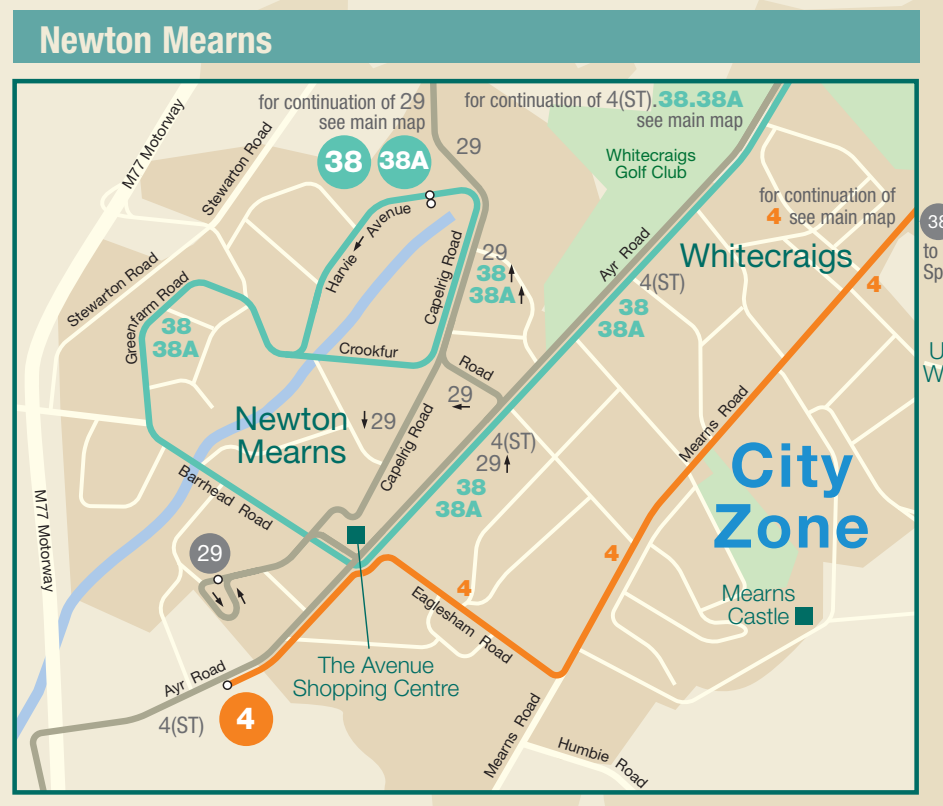 Newton Mearns
for continuation of 29
see main map
for continuation of 4(ST).38.38A
see main map
M77 Motorway
Stewarton Road
38
38A
29
Whitecraigs
Golf Club
for continuation of
4 see main map
38
to
Sp
Harvie Avenue
Capelrig Road
29
38
38A
Ayr Road
Whitecraigs
4(ST)
38
38A
4
Stewarton Road
Greenfarm Road
38
38A
Crookfur
Road
U
W
29
29
Newton
Mearns
Capelrig Road
4(ST)
29
38
38A
Mearns Road
City
Zone
Barrhead Road
M77 Motorway
29
4
4
Eaglesham Road
Mearns
Castle
The Avenue
Shopping Centre
Ayr Road
4(ST)
4
Mearns Road
Humbie Road